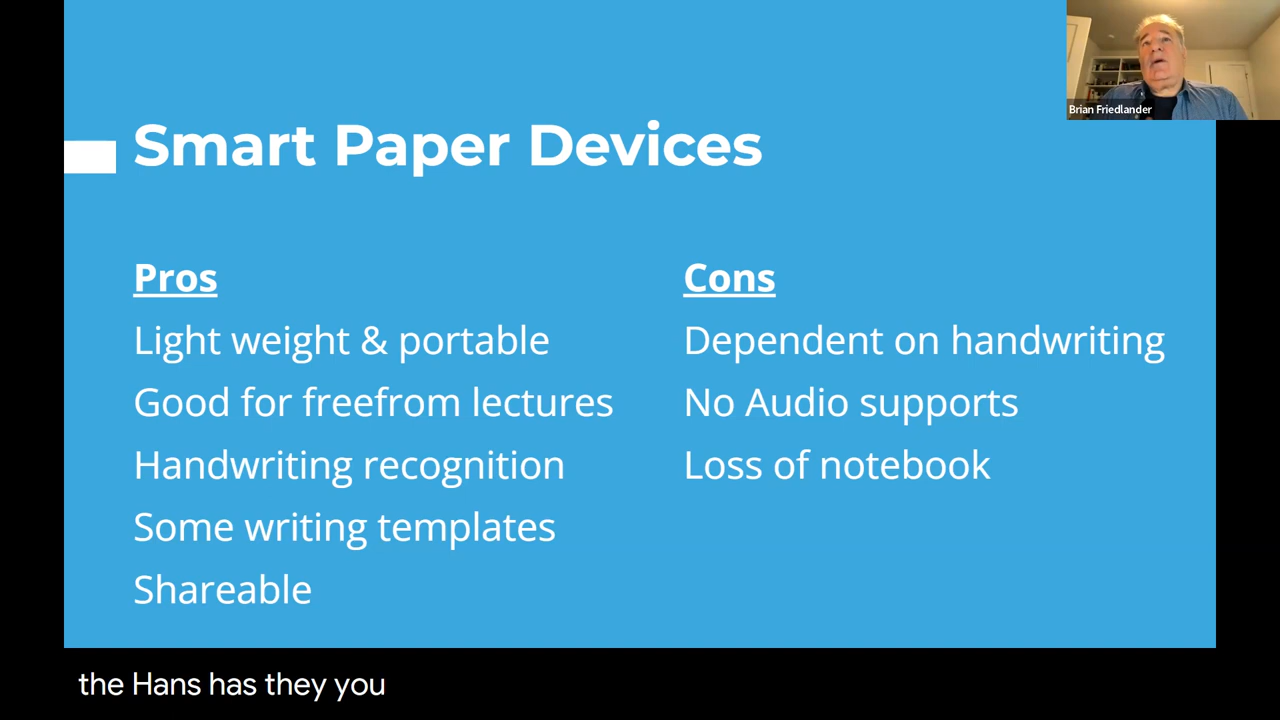 Brian Friedlander
Smart Paper Devices
Pros
Light weight & portable
Good for freefrom lectures
Handwriting recognition
Some writing templates
Shareable
Cons
Dependent on handwriting
No Audio supports
Loss of notebook
the Hans has they you